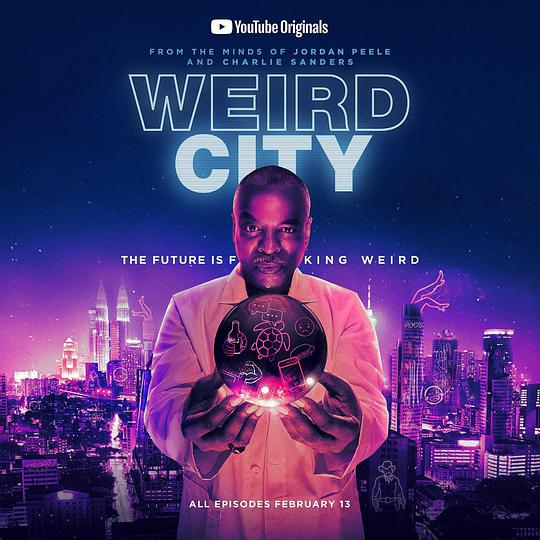 YouTube Originals
FROM THE MINDS OF JORDAN PEELE
AND CHARLIE SANDERS
WEIRD
CITY
THE FUTURE IS F KING WEIRD
ALL EPISODES FEBRUARY 13